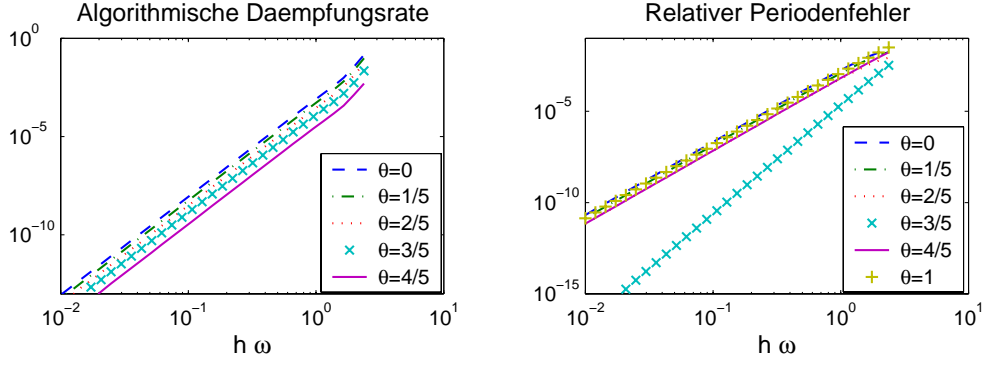 Algorithmische Daempfungsrate
10^0
10^-5
10^-10
10^-2
10^-1
10^0
10^1
h ω
θ=0
θ=1/5
θ=2/5
θ=3/5
θ=4/5
Relativer Periodenfehler
10^-5
10^-10
10^-15
10^-2
10^-1
10^0
10^1
h ω
θ=0
θ=1/5
θ=2/5
θ=3/5
θ=4/5
θ=1